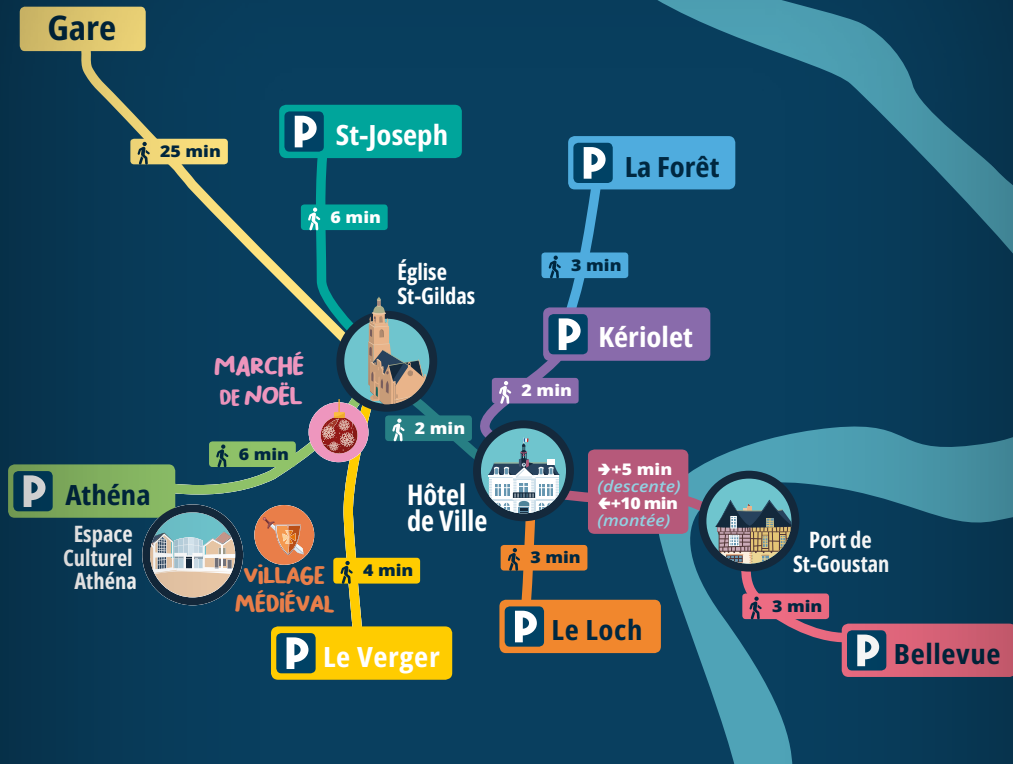 Gare
25 min
P St-Joseph
6 min
P La Forêt
3 min
Église
St-Gildas
P Kériolet
2 min
MARCHÉ
DE NOËL
2 min
6 min
P Athéna
Hôtel
de Ville
→+5 min
(descente)
←+10 min
(montée)
Espace
Culturel
Athéna
Port de
St-Goustan
ViLLAGE
MÉDiÉVAL
4 min
3 min
3 min
P Le Verger
P Le Loch
P Bellevue